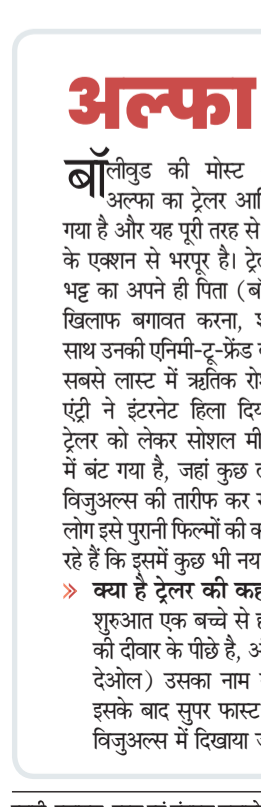 अल्फा
बॉलीवुड की मोस्ट
अल्फा का ट्रेलर
गया है और यह पूरी तरह से
के एक्शन से भरपूर है।
भट्ट का अपने ही पिता
खिलाफ बगावत करना,
साथ उनकी एनिमी-टू-फ्रेंड
सबसे लास्ट में ऋतिक
एंट्री ने इंटरनेट हिला
ट्रेलर को लेकर सोशल
में बंट गया है, जहां कुछ
विजुअल्स की तारीफ कर
लोग इसे पुरानी फिल्मों की
रहे हैं कि इसमें कुछ भी
» क्या है ट्रेलर की
शुरुआत एक बच्चे से
की दीवार के पीछे है,
देओल) उसका नाम
इसके बाद सुपर फास्ट
विजुअल्स में दिखाया